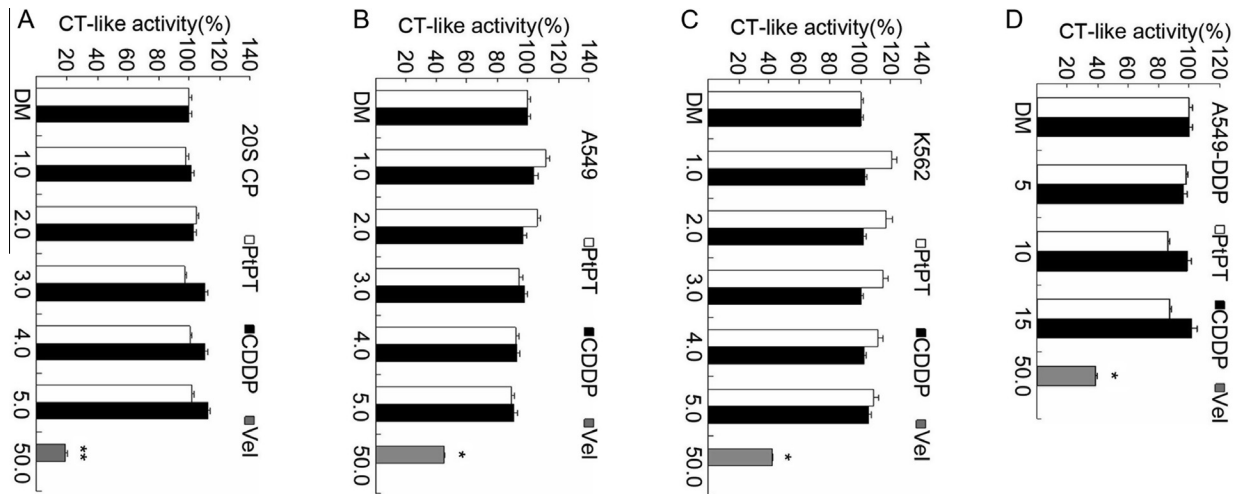 A
CT-like activity(%)
20 40 60 80 100 120 140
20S CP □PtPT ■CDDP ■Vel
DM 1.0 2.0 3.0 4.0 5.0 50.0
**
B
CT-like activity(%)
20 40 60 80 100 120 140
A549 □PtPT ■CDDP ■Vel
DM 1.0 2.0 3.0 4.0 5.0 50.0
*
C
CT-like activity(%)
20 40 60 80 100 120 140
K562 □PtPT ■CDDP ■Vel
DM 1.0 2.0 3.0 4.0 5.0 50.0
*
D
CT-like activity(%)
20 40 60 80 100 120
A549-DDP □PtPT ■CDDP ■Vel
DM 5 10 15 50.0
*